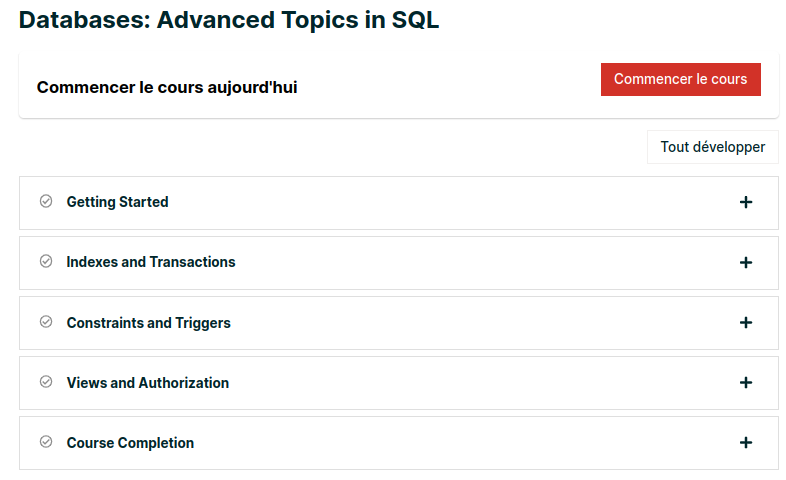 Databases: Advanced Topics in SQL
Commencer le cours aujourd'hui
Commencer le cours
Tout développer
Getting Started
Indexes and Transactions
Constraints and Triggers
Views and Authorization
Course Completion